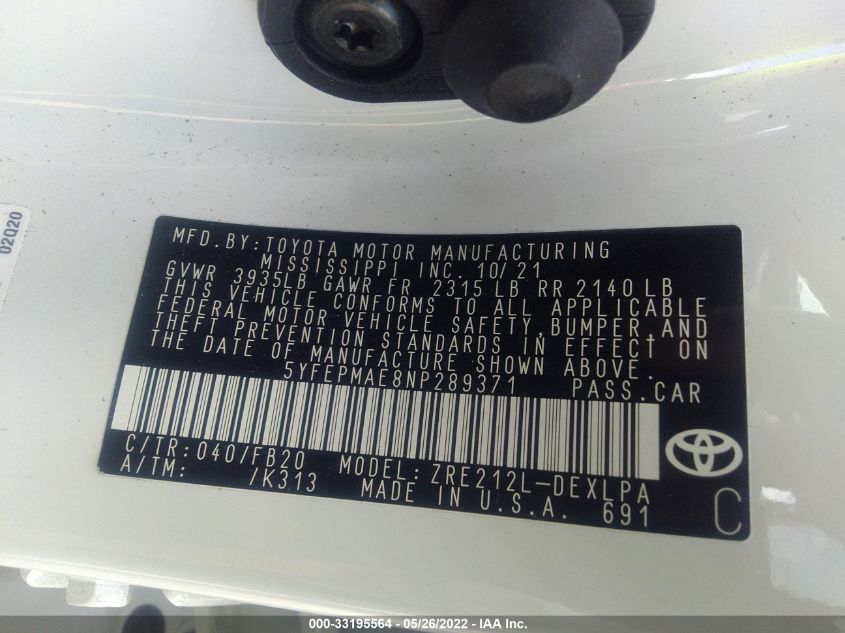 02Q20
MFD.BY:TOYOTA MOTOR MANUFACTURING
MISSISSIPPI INC. 10/21
GVWR 3935LB GAWR FR 2315LB RR 2140LB
THIS VEHICLE CONFORMS TO ALL APPLICABLE
FEDERAL MOTOR VEHICLE SAFETY,BUMPER,AND
THEFT PREVENTION STANDARDS IN EFFECT ON
THE DATE OF MANUFACTURE SHOWN ABOVE.
5YFEPMAE8NP289371 PASS.CAR
C/TR:040/FB20 MODEL:ZRE212L-DEXLPA
A/TM: /K313 MADE IN U.S.A. 691
C
000-33195564 - 05/26/2022 - IAA Inc.